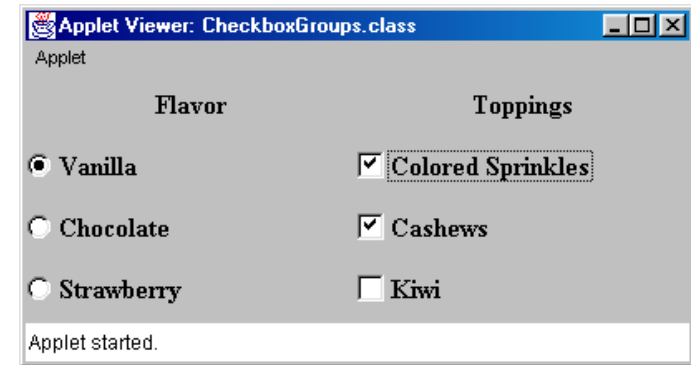 Applet Viewer: CheckboxGroups.class
Applet
Flavor Toppings
Vanilla Colored Sprinkles
Chocolate Cashews
Strawberry Kiwi
Applet started.